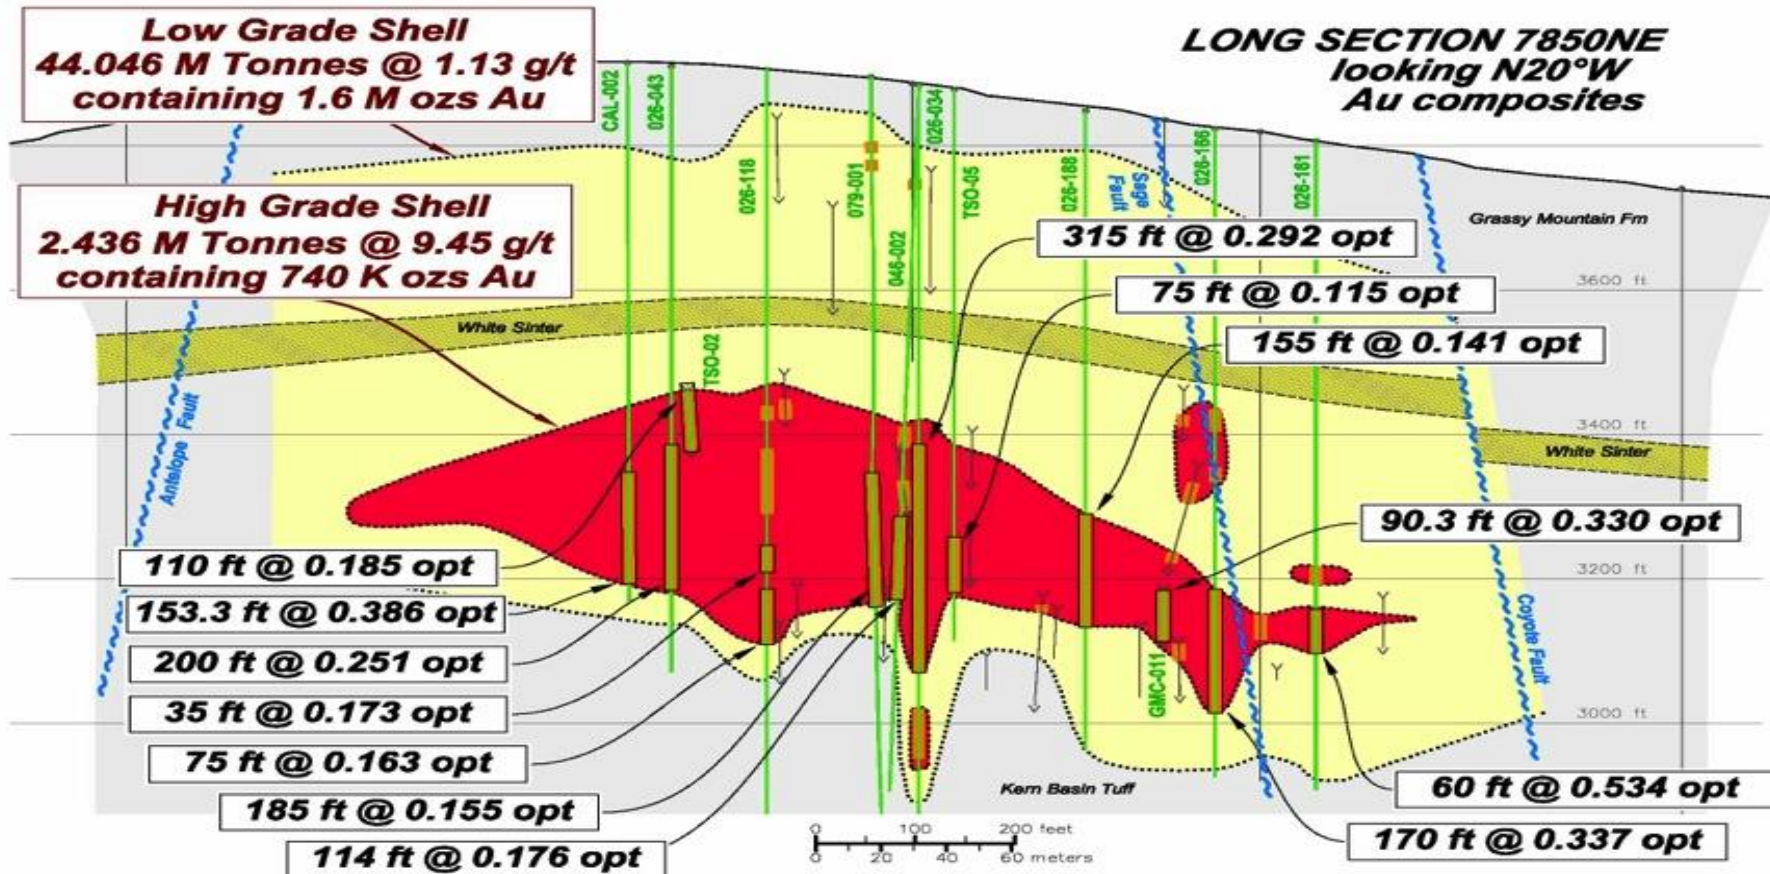 Low Grade Shell
44.046 M Tonnes @ 1.13 g/t
containing 1.6 M ozs Au
LONG SECTION 7850NE
looking N20°W
Au composites
High Grade Shell
2.436 M Tonnes @ 9.45 g/t
containing 740 K ozs Au
CAL-002
026-043
026-118
079-001
046-002
026-034
TSO-05
026-188
Sage
Fault
026-166
026-161
Grassy Mountain Fm
315 ft @ 0.292 opt
3600 ft
75 ft @ 0.115 opt
White Sinter
155 ft @ 0.141 opt
TSO-02
Antelope Fault
3400 ft
White Sinter
90.3 ft @ 0.330 opt
110 ft @ 0.185 opt
3200 ft
153.3 ft @ 0.386 opt
200 ft @ 0.251 opt
Coyote Fault
GMC-011
35 ft @ 0.173 opt
3000 ft
75 ft @ 0.163 opt
Kern Basin Tuff
60 ft @ 0.534 opt
185 ft @ 0.155 opt
170 ft @ 0.337 opt
114 ft @ 0.176 opt
0 100 200 feet
0 20 40 60 meters